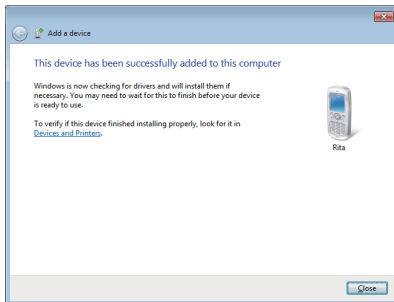 Add a device
This device has been successfully added to this computer
Windows is now checking for drivers and will install them if
necessary. You may need to wait for this to finish before your device
is ready to use.
To verify if this device finished installing properly, look for it in
Devices and Printers.
Rita
Close